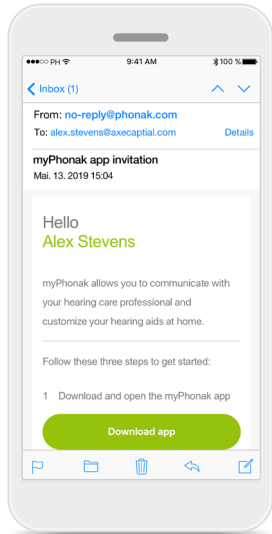 PH 9:41 AM 100 %
Inbox (1)
From: no-reply@phonak.com
To: alex.stevens@axecaptial.com Details
myPhonak app invitation
Mai. 13. 2019 15:04
Hello
Alex Stevens
myPhonak allows you to communicate with
your hearing care professional and
customize your hearing aids at home.
Follow these three steps to get started:
1 Download and open the myPhonak app
Download app